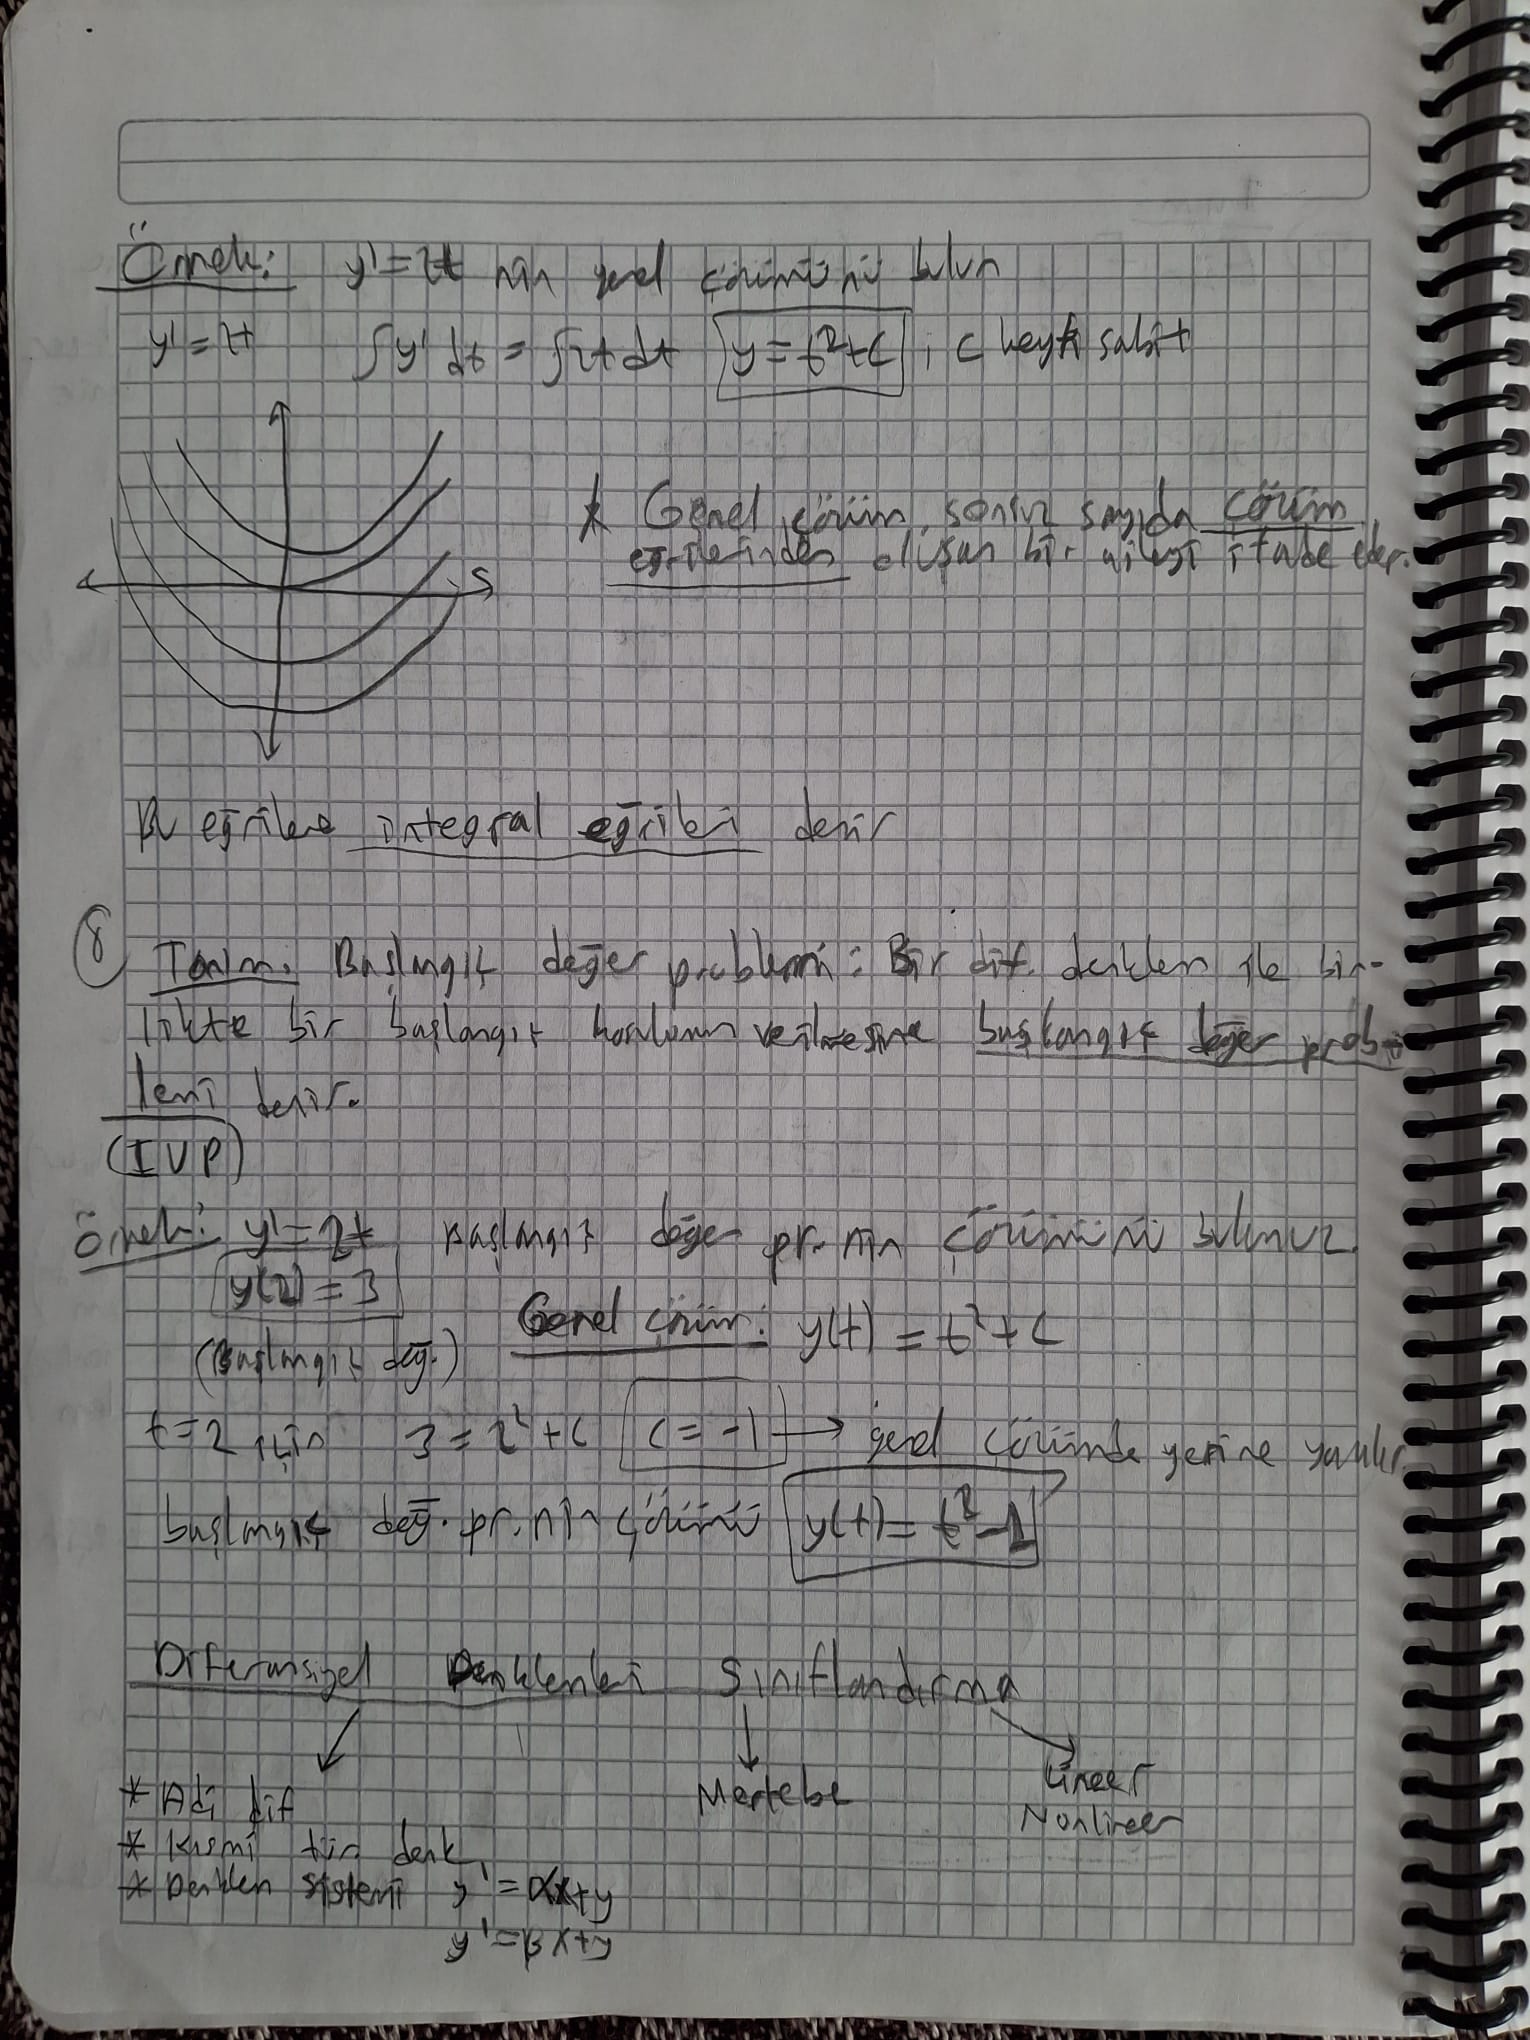 Örnek: y' = 2t nin genel çözümünü bulun
y' = 2t ∫y' dt = ∫2t dt y = t²+c ; c keyfi sabit
* Genel çözüm, sonsuz sayıda çözüm
eğrilerinden oluşan bir aileyi ifade eder.
Bu eğrilere integral eğrileri denir
8 Tanım: Başlangıç değer problemi: Bir dif. denklem ile bir-
likte bir başlangıç koşulunun verilmesine başlangıç değer prob-
lemi denir.
(IVP)
Örnek: y' = 2t Başlangıç değer pr. nin çözümünü bulunuz.
y(2) = 3
Genel çözüm: y(t) = t²+c
(Başlangıç değ.)
t=2 için 3 = 2²+c c = -1 → genel çözümde yerine yazılır.
başlangıç değ. pr. nin çözümü y(t) = t²-1
Diferansiyel Denklemleri Sınıflandırma
* Adi dif
Mertebe
Lineer
Nonlineer
* Kısmi tür denk
* Denklem sistemi y' = αx+y
y' = βx+y